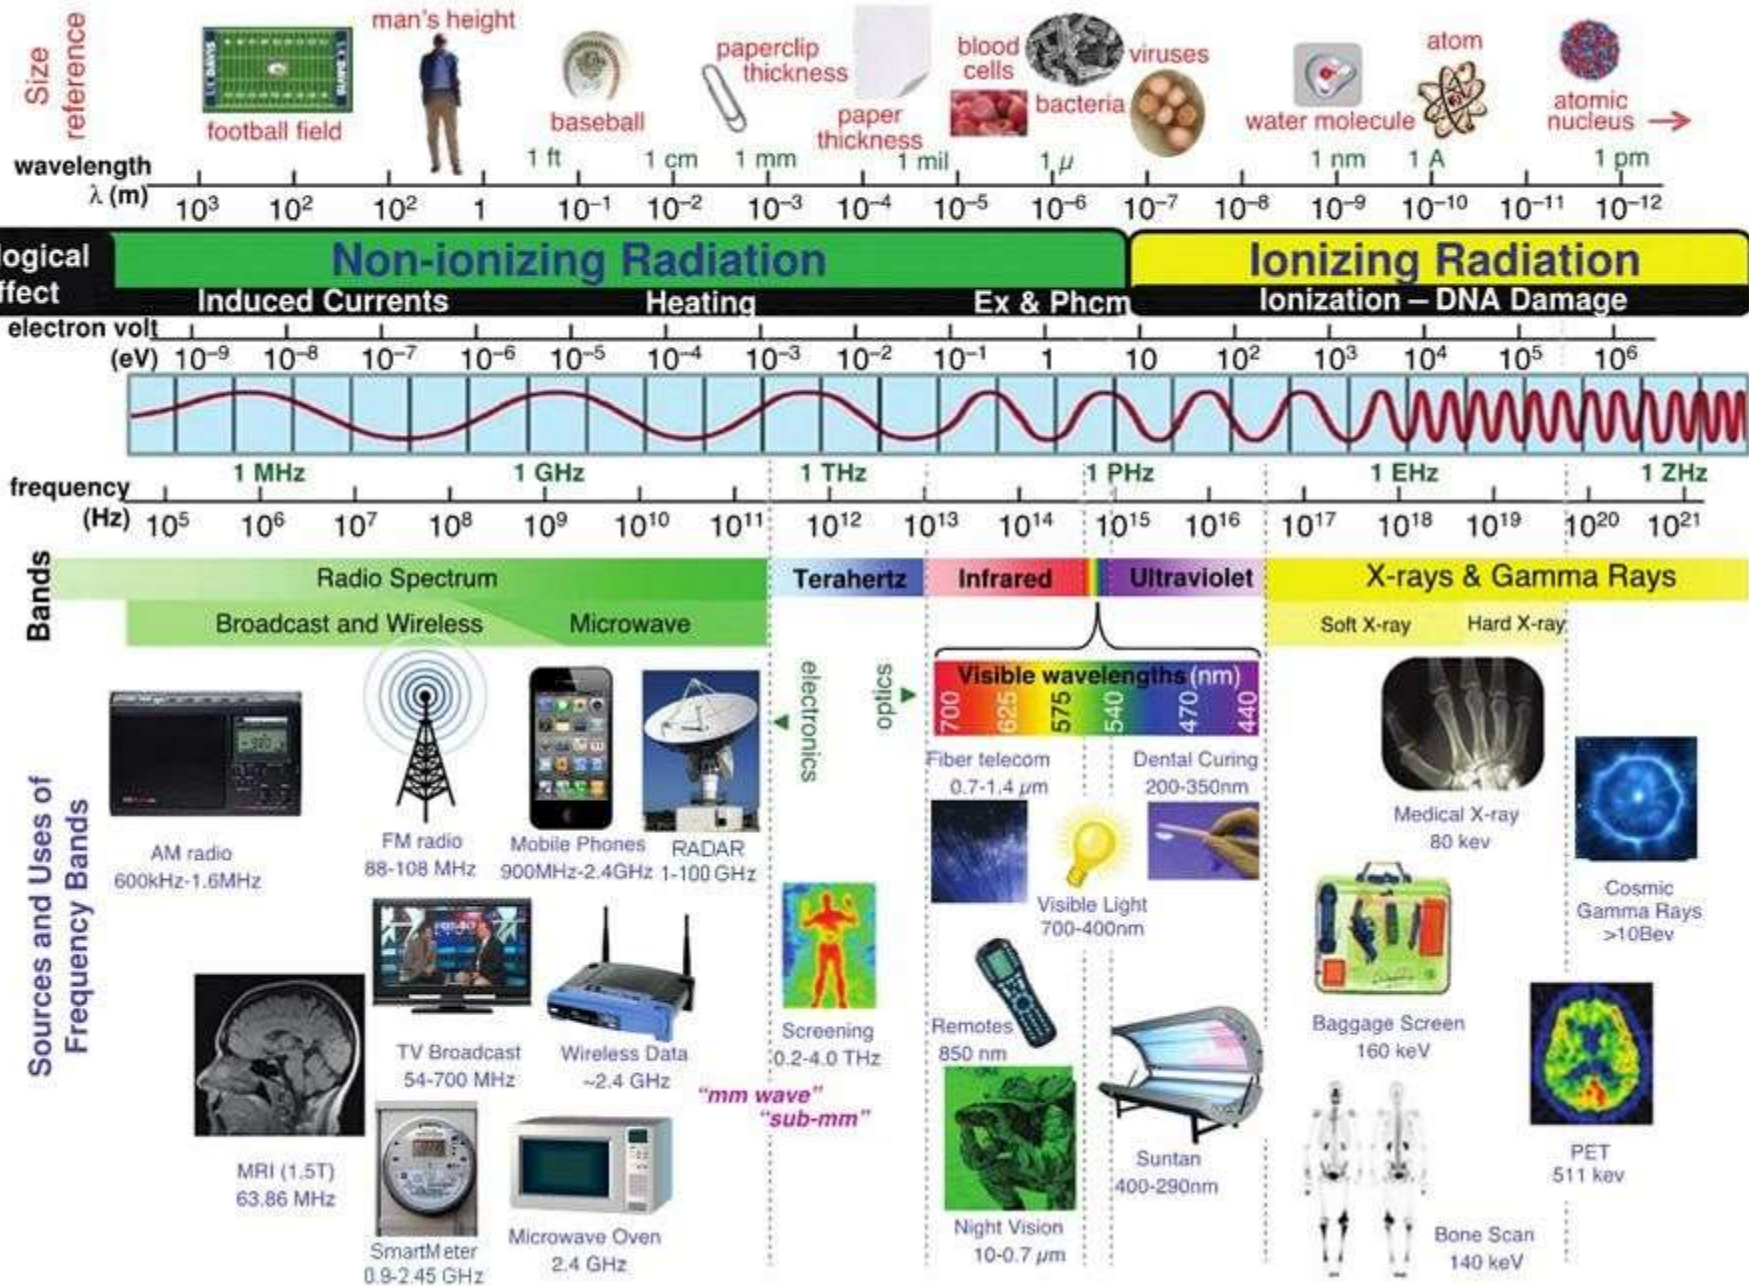 Size
reference
football field
man's height
baseball
paperclip
thickness
paper
thickness
blood
cells
bacteria
viruses
water molecule
atom
atomic
nucleus
wavelength
λ (m)
1 ft
1 cm
1 mm
1 mil
1 μ
1 nm
1 A
1 pm
10³ 10² 10² 1 10⁻¹ 10⁻² 10⁻³ 10⁻⁴ 10⁻⁵ 10⁻⁶ 10⁻⁷ 10⁻⁸ 10⁻⁹ 10⁻¹⁰ 10⁻¹¹ 10⁻¹²
logical
ffect
Non-ionizing Radiation
Ionizing Radiation
Induced Currents
Heating
Ex & Phcm
Ionization – DNA Damage
electron volt
(eV) 10⁻⁹ 10⁻⁸ 10⁻⁷ 10⁻⁶ 10⁻⁵ 10⁻⁴ 10⁻³ 10⁻² 10⁻¹ 1 10 10² 10³ 10⁴ 10⁵ 10⁶
1 MHz 1 GHz 1 THz 1 PHz 1 EHz 1 ZHz
frequency
(Hz) 10⁵ 10⁶ 10⁷ 10⁸ 10⁹ 10¹⁰ 10¹¹ 10¹² 10¹³ 10¹⁴ 10¹⁵ 10¹⁶ 10¹⁷ 10¹⁸ 10¹⁹ 10²⁰ 10²¹
Bands
Radio Spectrum
Terahertz
Infrared
Ultraviolet
X-rays & Gamma Rays
Broadcast and Wireless
Microwave
Soft X-ray
Hard X-ray
electronics
optics
Visible wavelengths (nm)
700 625 575 540 470 440
Sources and Uses of
Frequency Bands
AM radio
600kHz-1.6MHz
FM radio
88-108 MHz
Mobile Phones
900MHz-2.4GHz
RADAR
1-100 GHz
Fiber telecom
0.7-1.4 μm
Dental Curing
200-350nm
Medical X-ray
80 kev
Visible Light
700-400nm
Cosmic
Gamma Rays
>10Bev
TV Broadcast
54-700 MHz
Wireless Data
~2.4 GHz
Screening
0.2-4.0 THz
"mm wave"
"sub-mm"
Remotes
850 nm
Baggage Screen
160 keV
MRI (1.5T)
63.86 MHz
SmartMeter
0.9-2.45 GHz
Microwave Oven
2.4 GHz
Night Vision
10-0.7 μm
Suntan
400-290nm
PET
511 kev
Bone Scan
140 keV